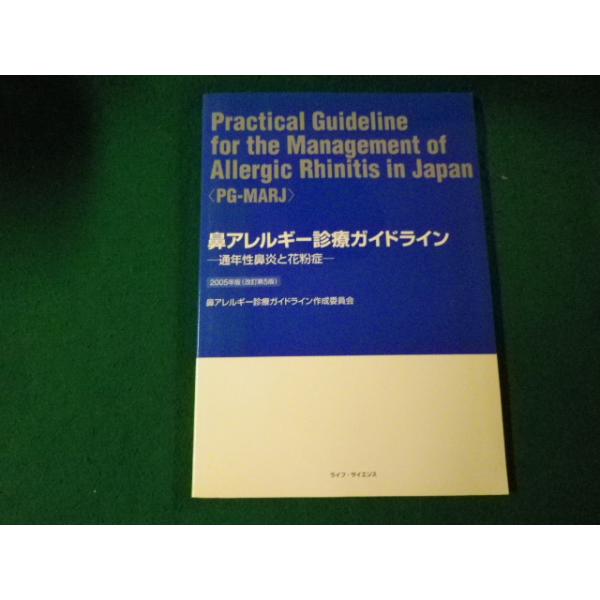 Practical Guideline
for the Management of
Allergic Rhinitis in Japan
〈PG-MARJ〉
鼻アレルギー診療ガイドライン
―通年性鼻炎と花粉症―
2005年版（改訂第5版）
鼻アレルギー診療ガイドライン作成委員会
ライフ・サイエンス